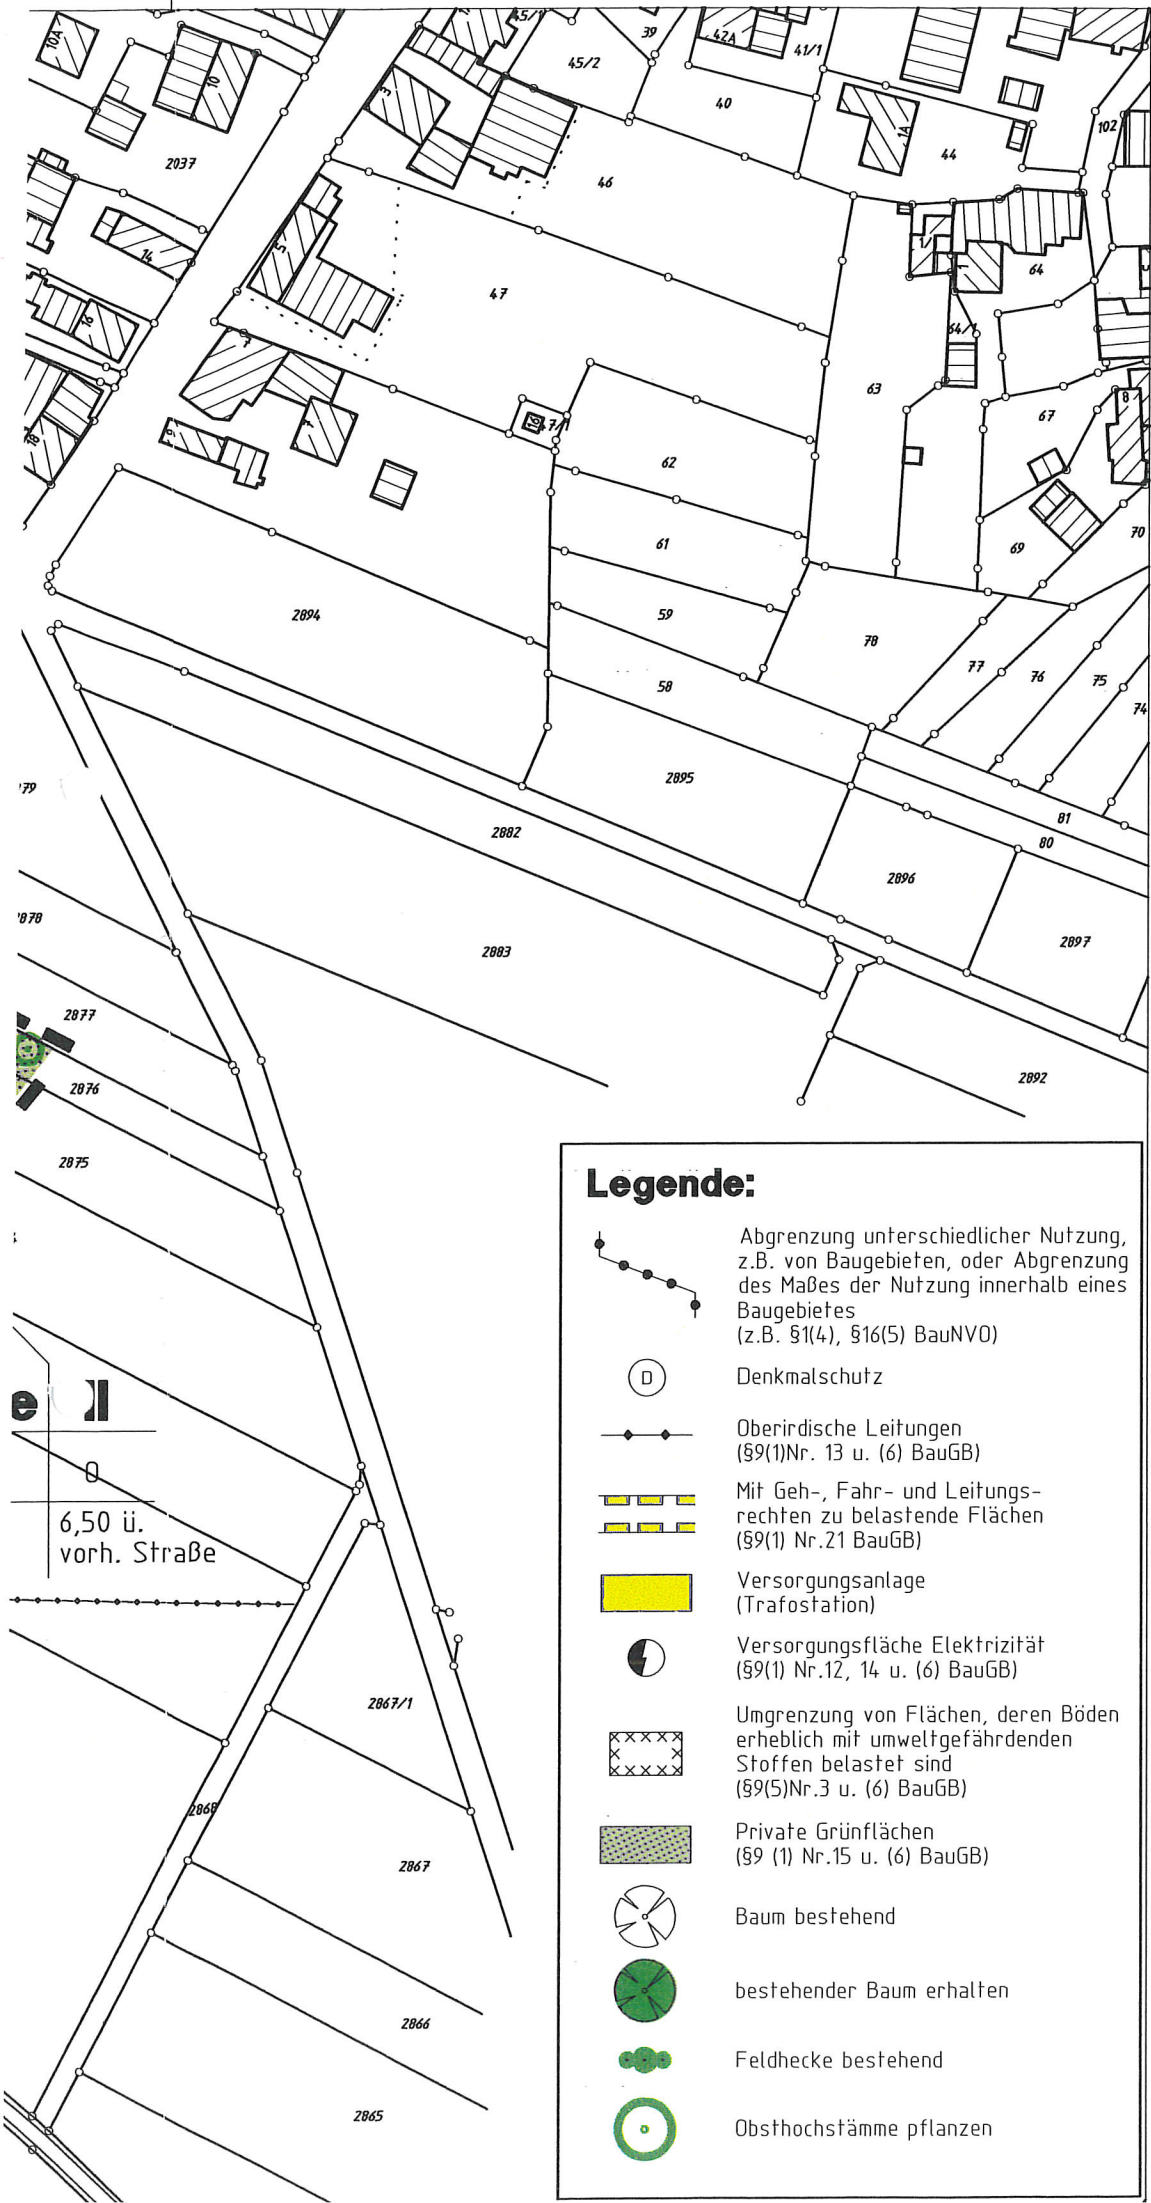 10A
10
3
45/1
45/2
39
42A
41/1
40
1A
44
102
2037
46
14
5
47
1/
1
64
16
64/1
7
63
67
8
18
9
7
16
47/1
62
61
69
70
2894
59
78
77
76
75
74
58
2895
81
80
2882
2896
2897
2883
2877
2876
2892
2875
Legende:
Abgrenzung unterschiedlicher Nutzung,
z.B. von Baugebieten, oder Abgrenzung
des Maßes der Nutzung innerhalb eines
Baugebietes
(z.B. §1(4), §16(5) BauNVO)
D
Denkmalschutz
Oberirdische Leitungen
(§9(1)Nr. 13 u. (6) BauGB)
Mit Geh-, Fahr- und Leitungs-
rechten zu belastende Flächen
(§9(1) Nr.21 BauGB)
Versorgungsanlage
(Trafostation)
Versorgungsfläche Elektrizität
(§9(1) Nr.12, 14 u. (6) BauGB)
Umgrenzung von Flächen, deren Böden
erheblich mit umweltgefährdenden
Stoffen belastet sind
(§9(5)Nr.3 u. (6) BauGB)
Private Grünflächen
(§9 (1) Nr.15 u. (6) BauGB)
Baum bestehend
bestehender Baum erhalten
Feldhecke bestehend
Obsthochstämme pflanzen
e II
O
6,50 ü.
vorh. Straße
2867/1
2868
2867
2866
2865